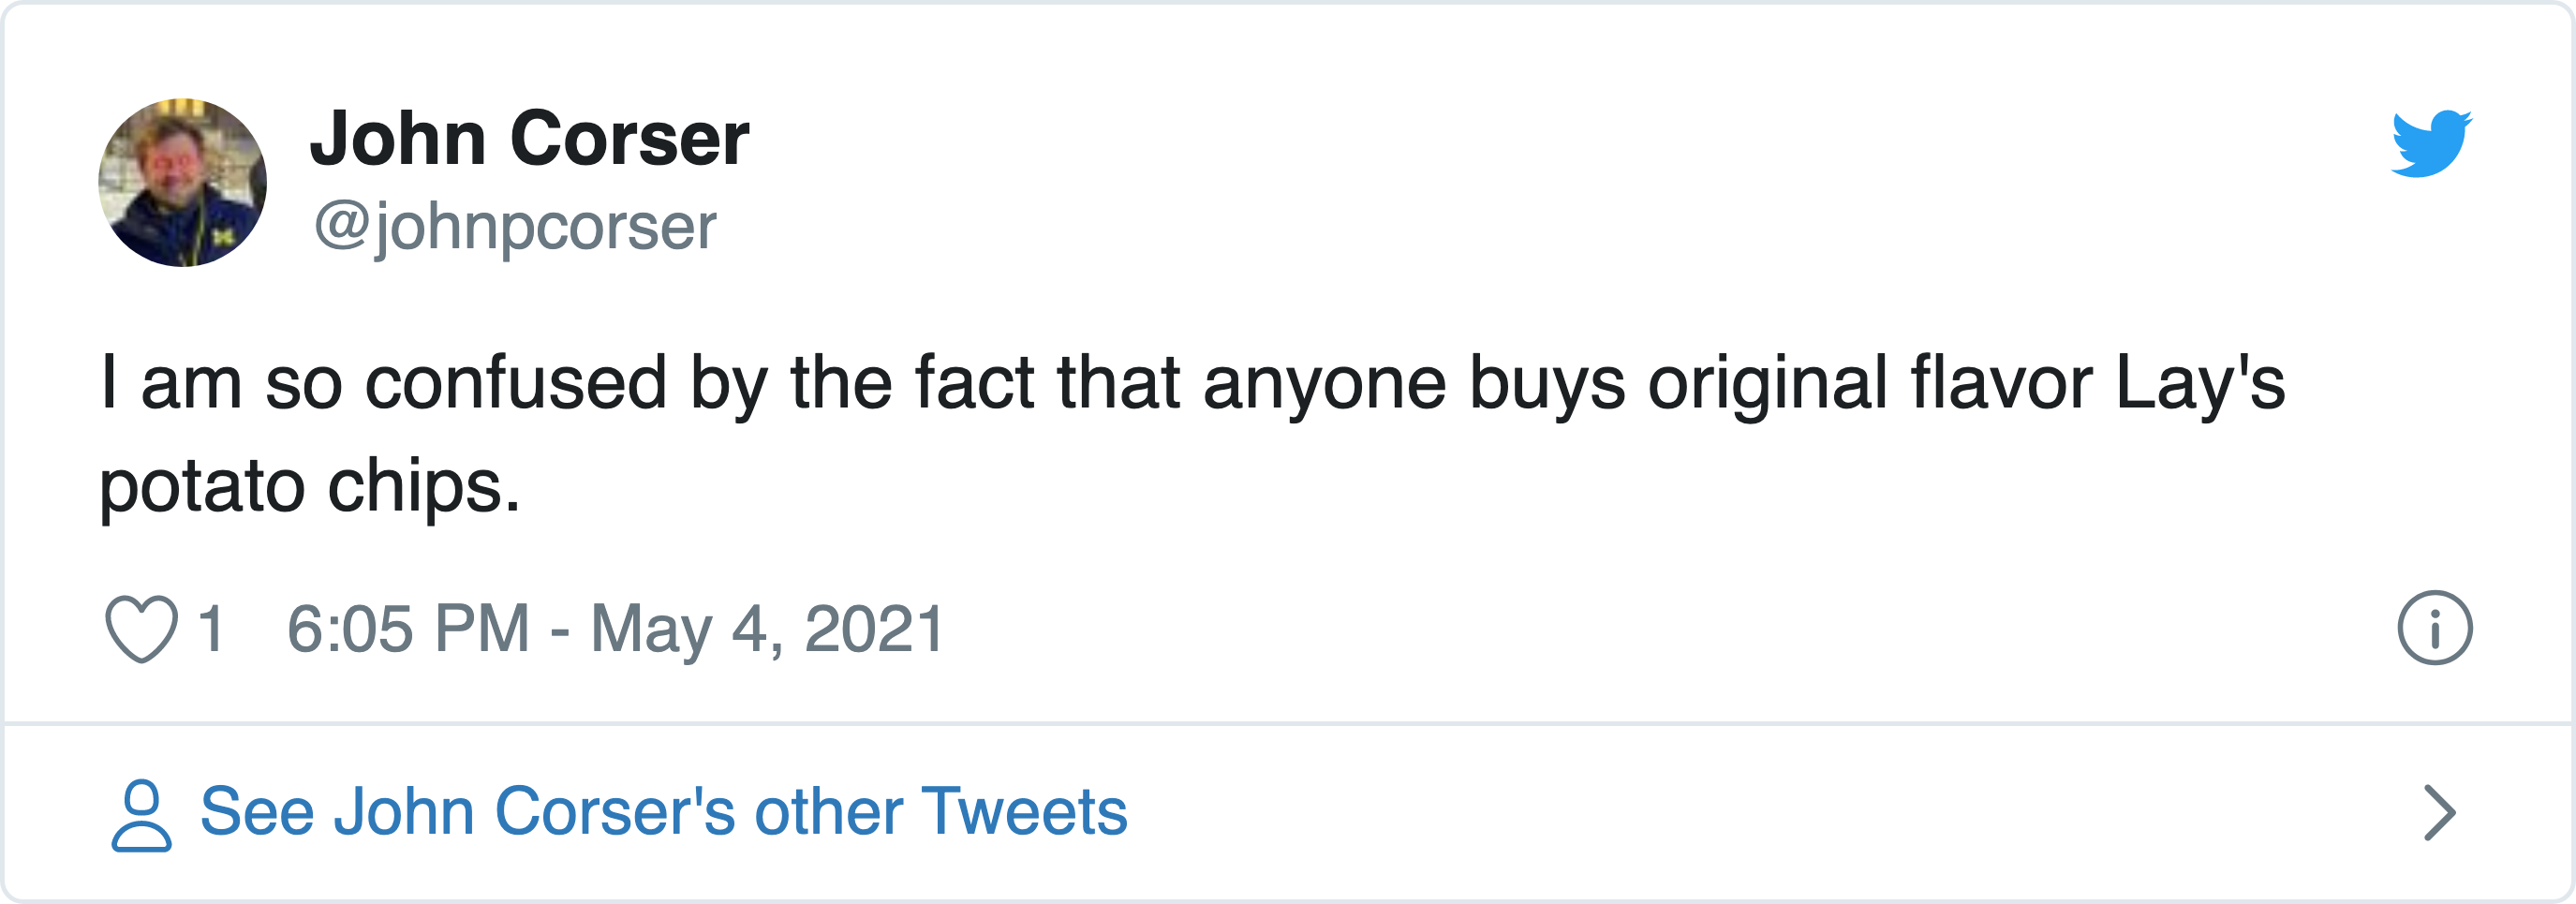 John Corser
@johnpcorser
I am so confused by the fact that anyone buys original flavor Lay's
potato chips.
1 6:05 PM - May 4, 2021
See John Corser's other Tweets